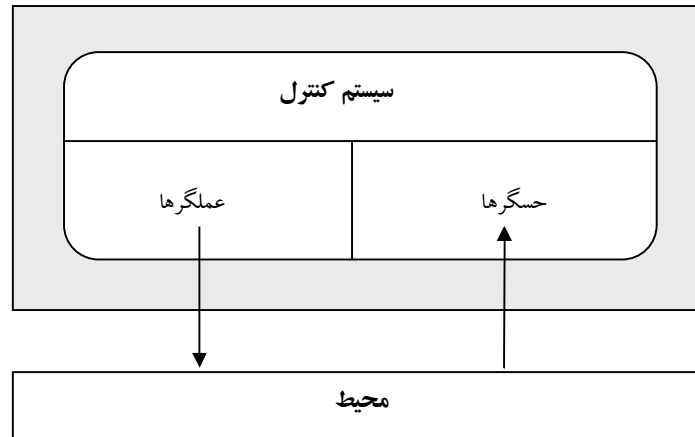 سیستم کنترل
حسگرها
عملگرها
محیط